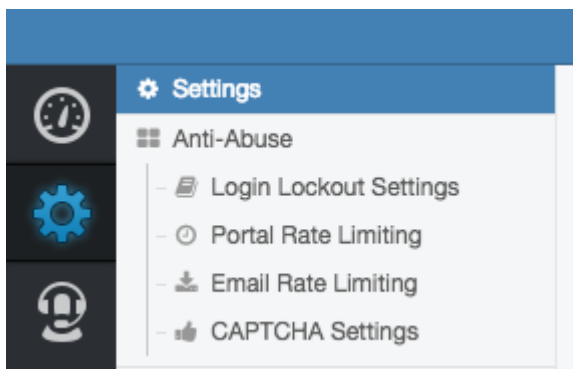 Settings
Anti-Abuse
Login Lockout Settings
Portal Rate Limiting
Email Rate Limiting
CAPTCHA Settings